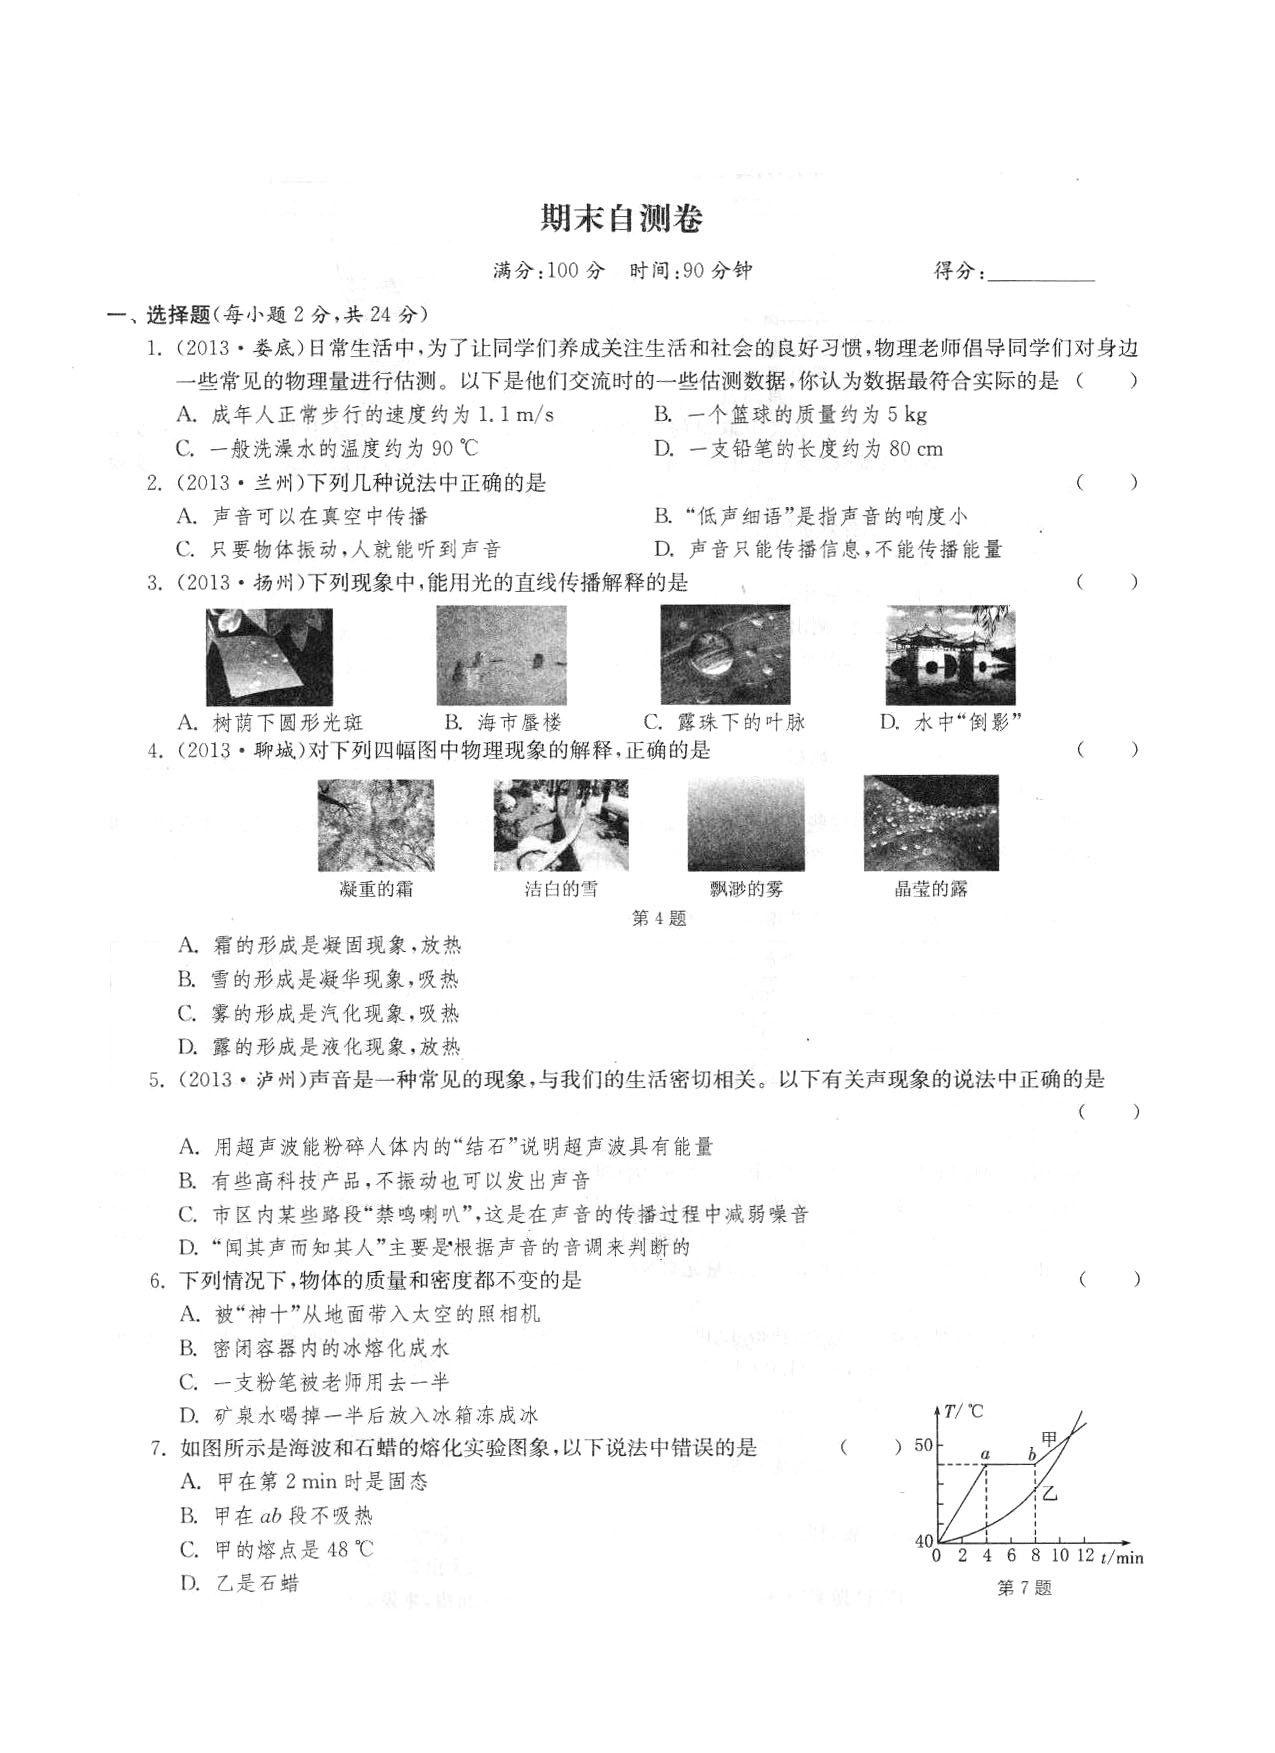 期末自测卷
满分:100 分 时间:90 分钟 得分:
一、选择题(每小题 2 分,共 24 分)
1. (2013·娄底)日常生活中,为了让同学们养成关注生活和社会的良好习惯,物理老师倡导同学们对身边
一些常见的物理量进行估测。以下是他们交流时的一些估测数据,你认为数据最符合实际的是 ( )
A. 成年人正常步行的速度约为 1.1 m/s B. 一个篮球的质量约为 5 kg
C. 一般洗澡水的温度约为 90 ℃ D. 一支铅笔的长度约为 80 cm
2. (2013·兰州)下列几种说法中正确的是 ( )
A. 声音可以在真空中传播 B. “低声细语”是指声音的响度小
C. 只要物体振动,人就能听到声音 D. 声音只能传播信息,不能传播能量
3. (2013·扬州)下列现象中,能用光的直线传播解释的是 ( )
A. 树荫下圆形光斑 B. 海市蜃楼 C. 露珠下的叶脉 D. 水中“倒影”
4. (2013·聊城)对下列四幅图中物理现象的解释,正确的是 ( )
凝重的霜 洁白的雪 飘渺的雾 晶莹的露
第 4 题
A. 霜的形成是凝固现象,放热
B. 雪的形成是凝华现象,吸热
C. 雾的形成是汽化现象,吸热
D. 露的形成是液化现象,放热
5. (2013·泸州)声音是一种常见的现象,与我们的生活密切相关。以下有关声现象的说法中正确的是
( )
A. 用超声波能粉碎人体内的“结石”说明超声波具有能量
B. 有些高科技产品,不振动也可以发出声音
C. 市区内某些路段“禁鸣喇叭”,这是在声音的传播过程中减弱噪音
D. “闻其声而知其人”主要是根据声音的音调来判断的
6. 下列情况下,物体的质量和密度都不变的是 ( )
A. 被“神十”从地面带入太空的照相机
B. 密闭容器内的冰熔化成水
C. 一支粉笔被老师用去一半
D. 矿泉水喝掉一半后放入冰箱冻成冰
7. 如图所示是海波和石蜡的熔化实验图象,以下说法中错误的是 ( )
A. 甲在第 2 min 时是固态
B. 甲在 ab 段不吸热
C. 甲的熔点是 48 ℃
D. 乙是石蜡
T/℃
50
a b 甲
乙
40
0 2 4 6 8 10 12 t/min
第 7 题